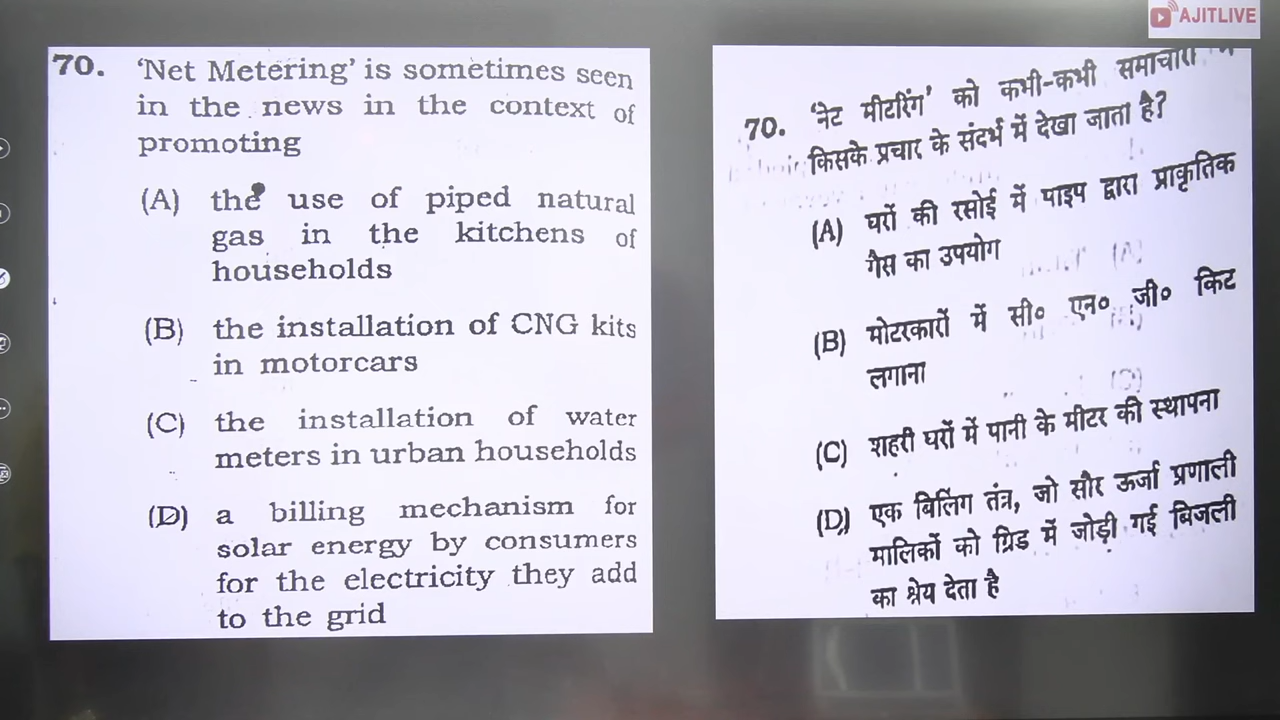 AJITLIVE
70. 'Net Metering' is sometimes seen
in the news in the context of
promoting
(A) the use of piped natural
gas in the kitchens of
households
(B) the installation of CNG kits
in motorcars
(C) the installation of water
meters in urban households
(D) a billing mechanism for
solar energy by consumers
for the electricity they add
to the grid
70. 'नेट मीटरिंग' को कभी-कभी समाचारों में
किसके प्रचार के संदर्भ में देखा जाता है?
(A) घरों की रसोई में पाइप द्वारा प्राकृतिक
गैस का उपयोग
(B) मोटरकारों में सी० एन० जी० किट
लगाना
(C) शहरी घरों में पानी के मीटर की स्थापना
(D) एक बिलिंग तंत्र, जो सौर ऊर्जा प्रणाली
मालिकों को ग्रिड में जोड़ी गई बिजली
का श्रेय देता है